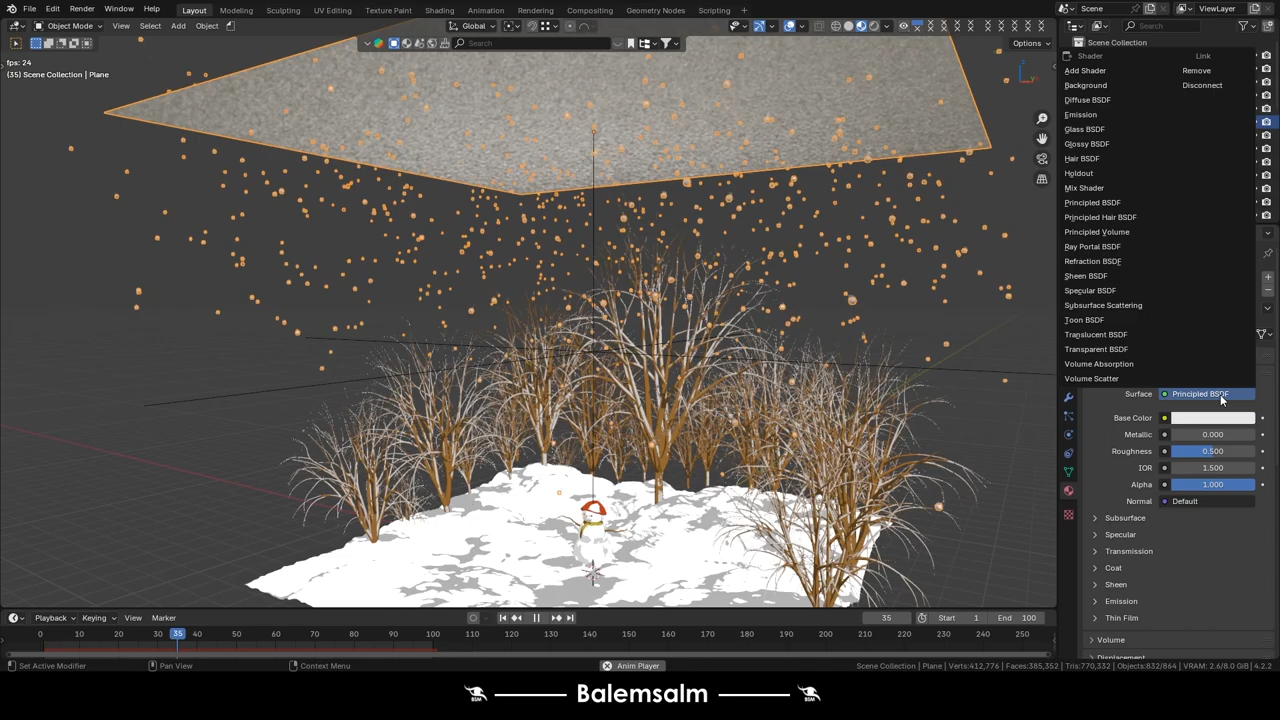 File Edit Render Window Help Layout Modeling Sculpting UV Editing Texture Paint Shading Animation Rendering Compositing Geometry Nodes Scripting Scene ViewLayer
Object Mode View Select Add Object Global Search
Search Options
Scene Collection
fps: 24
(35) Scene Collection | Plane
Shader Link
Add Shader Remove
Background Disconnect
Diffuse BSDF
Emission
Glass BSDF
Glossy BSDF
Hair BSDF
Holdout
Mix Shader
Principled BSDF
Principled Hair BSDF
Principled Volume
Ray Portal BSDF
Refraction BSDF
Sheen BSDF
Specular BSDF
Subsurface Scattering
Toon BSDF
Translucent BSDF
Transparent BSDF
Volume Absorption
Volume Scatter
Surface Principled BSDF
Base Color
Metallic 0.000
Roughness 0.500
IOR 1.500
Alpha 1.000
Normal Default
Subsurface
Specular
Transmission
Coat
Sheen
Emission
Thin Film
Volume
Displacement
Playback Keying View Marker 35 Start 1 End 100
0 10 20 30 35 40 50 60 70 80 90 100 110 120 130 140 150 160 170 180 190 200 210 220 230 240 250
Set Active Modifier Pan View Context Menu Anim Player Scene Collection | Plane | Verts:412,776 | Faces:385,352 | Tris:770,332 | Objects:832/864 | VRAM: 2.6/8.0 GiB | 4.2.2
BSM Balemsalm BSM